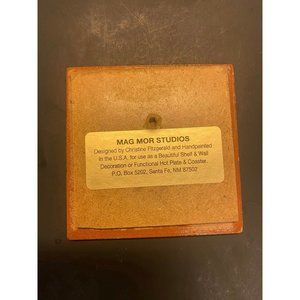 MAG MOR STUDIOS
Designed by Christine Fitzgerald and Handpainted
in the U.S.A. for use as a Beautiful Shelf & Wall
Decoration or Functional Hot Plate & Coaster.
P.O. Box 5202, Santa Fe, NM 87502